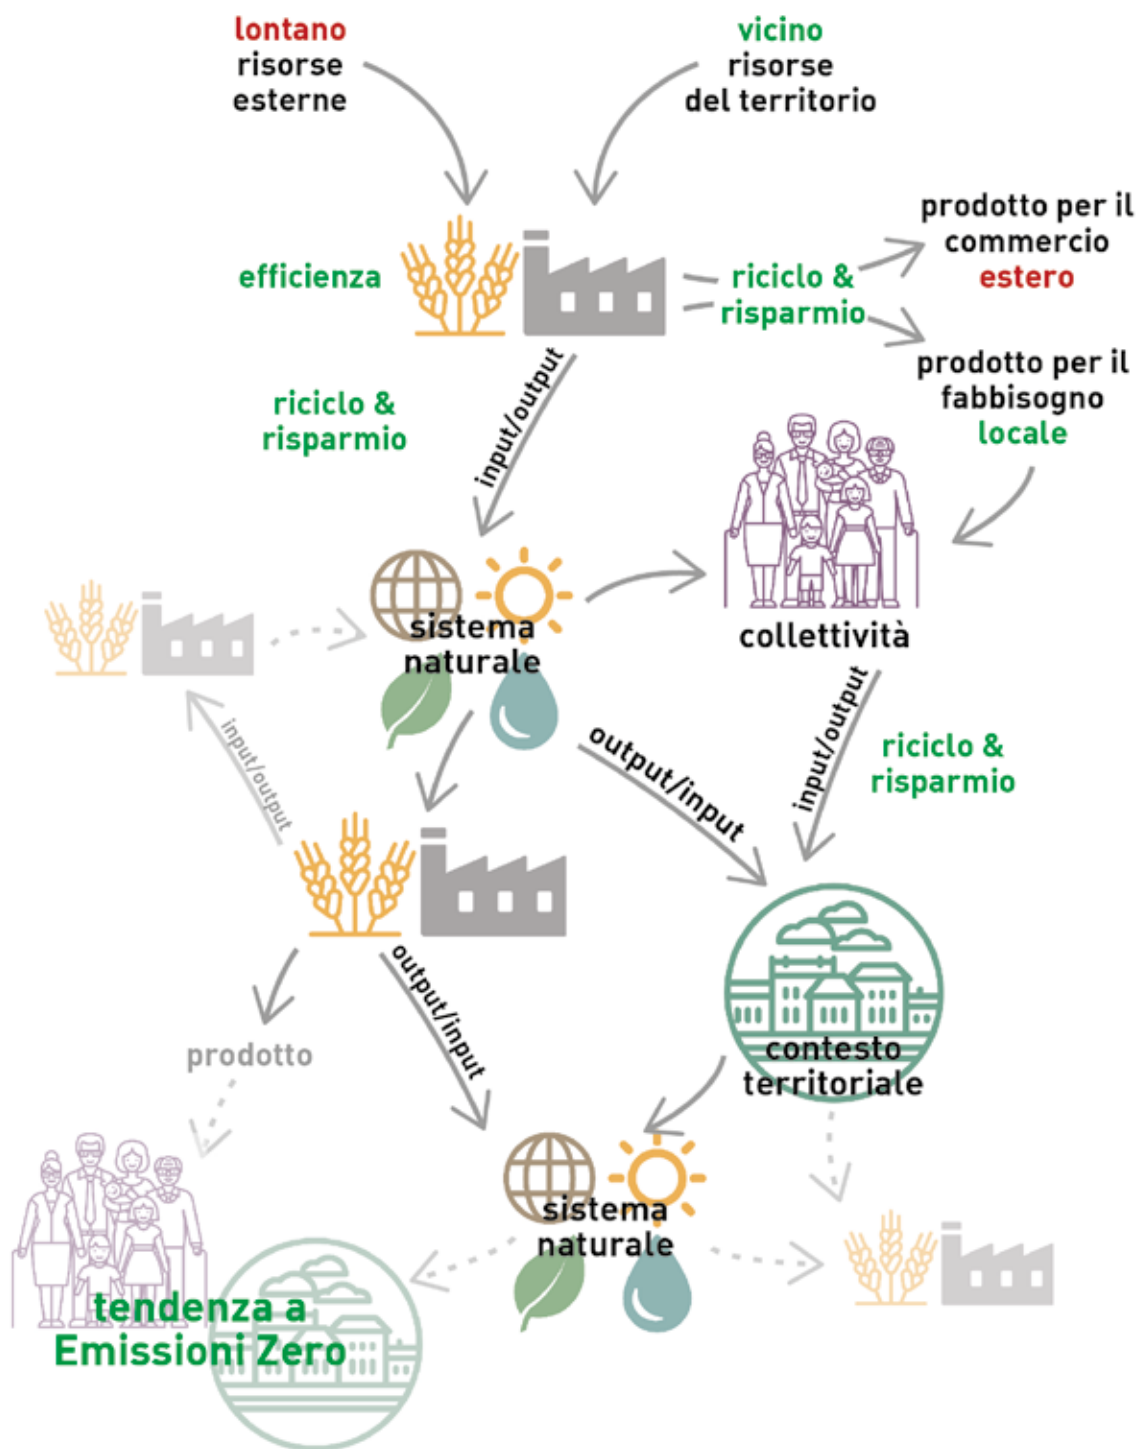 lontano
risorse
esterne
vicino
risorse
del territorio
prodotto per il
commercio
estero
efficienza
riciclo &
risparmio
prodotto per il
fabbisogno
locale
riciclo &
risparmio
input/output
sistema
naturale
collettività
input/output
output/input
input/output
riciclo &
risparmio
output/input
prodotto
contesto
territoriale
sistema
naturale
tendenza a
Emissioni Zero